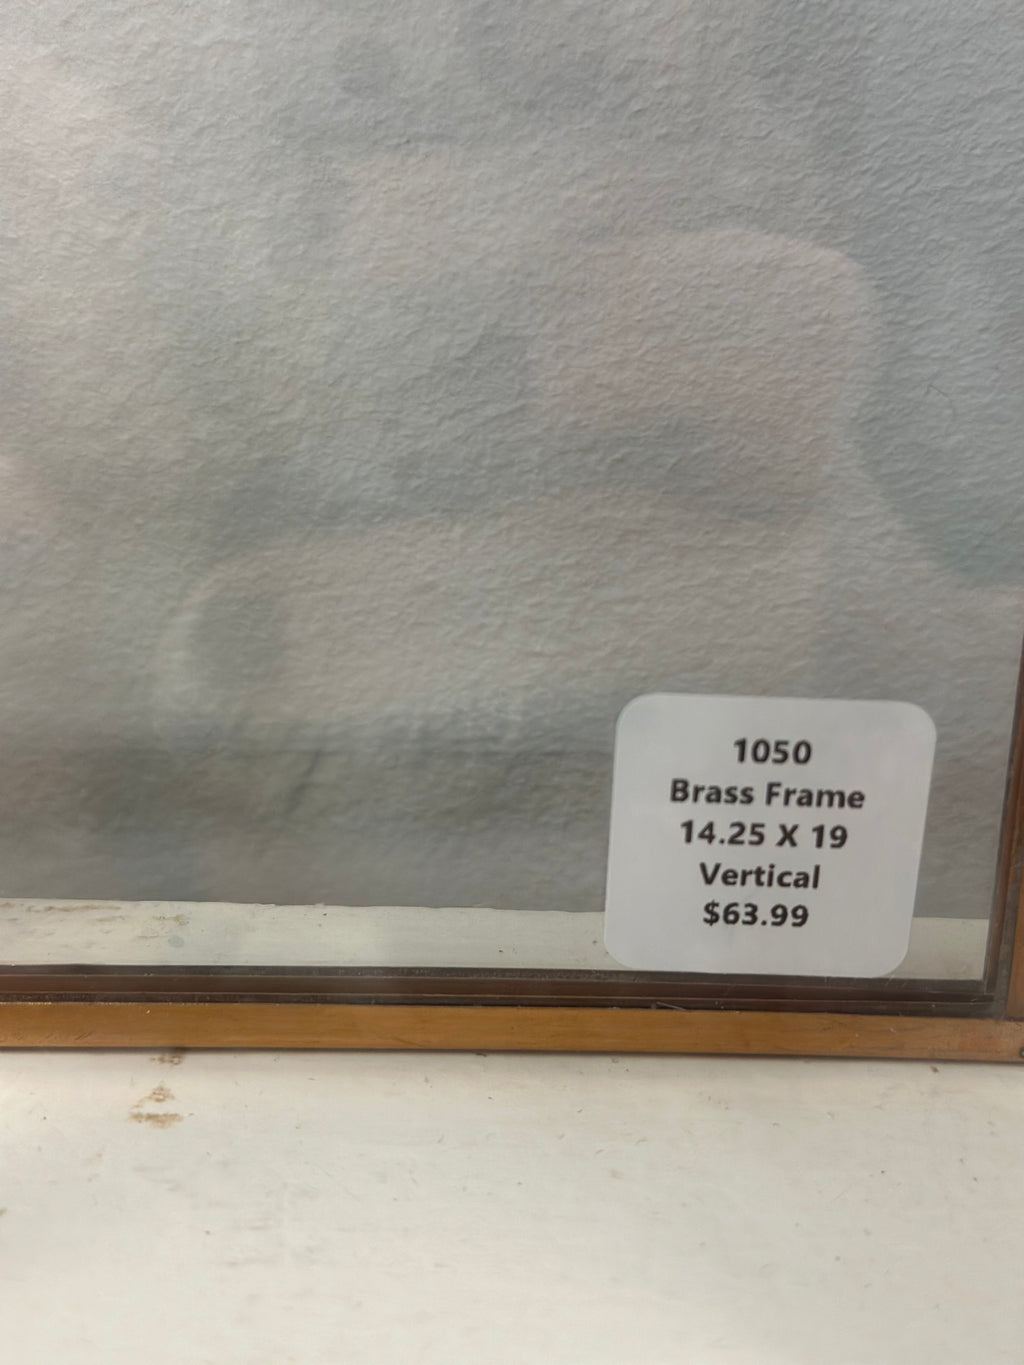 1050
Brass Frame
14.25 X 19
Vertical
$63.99